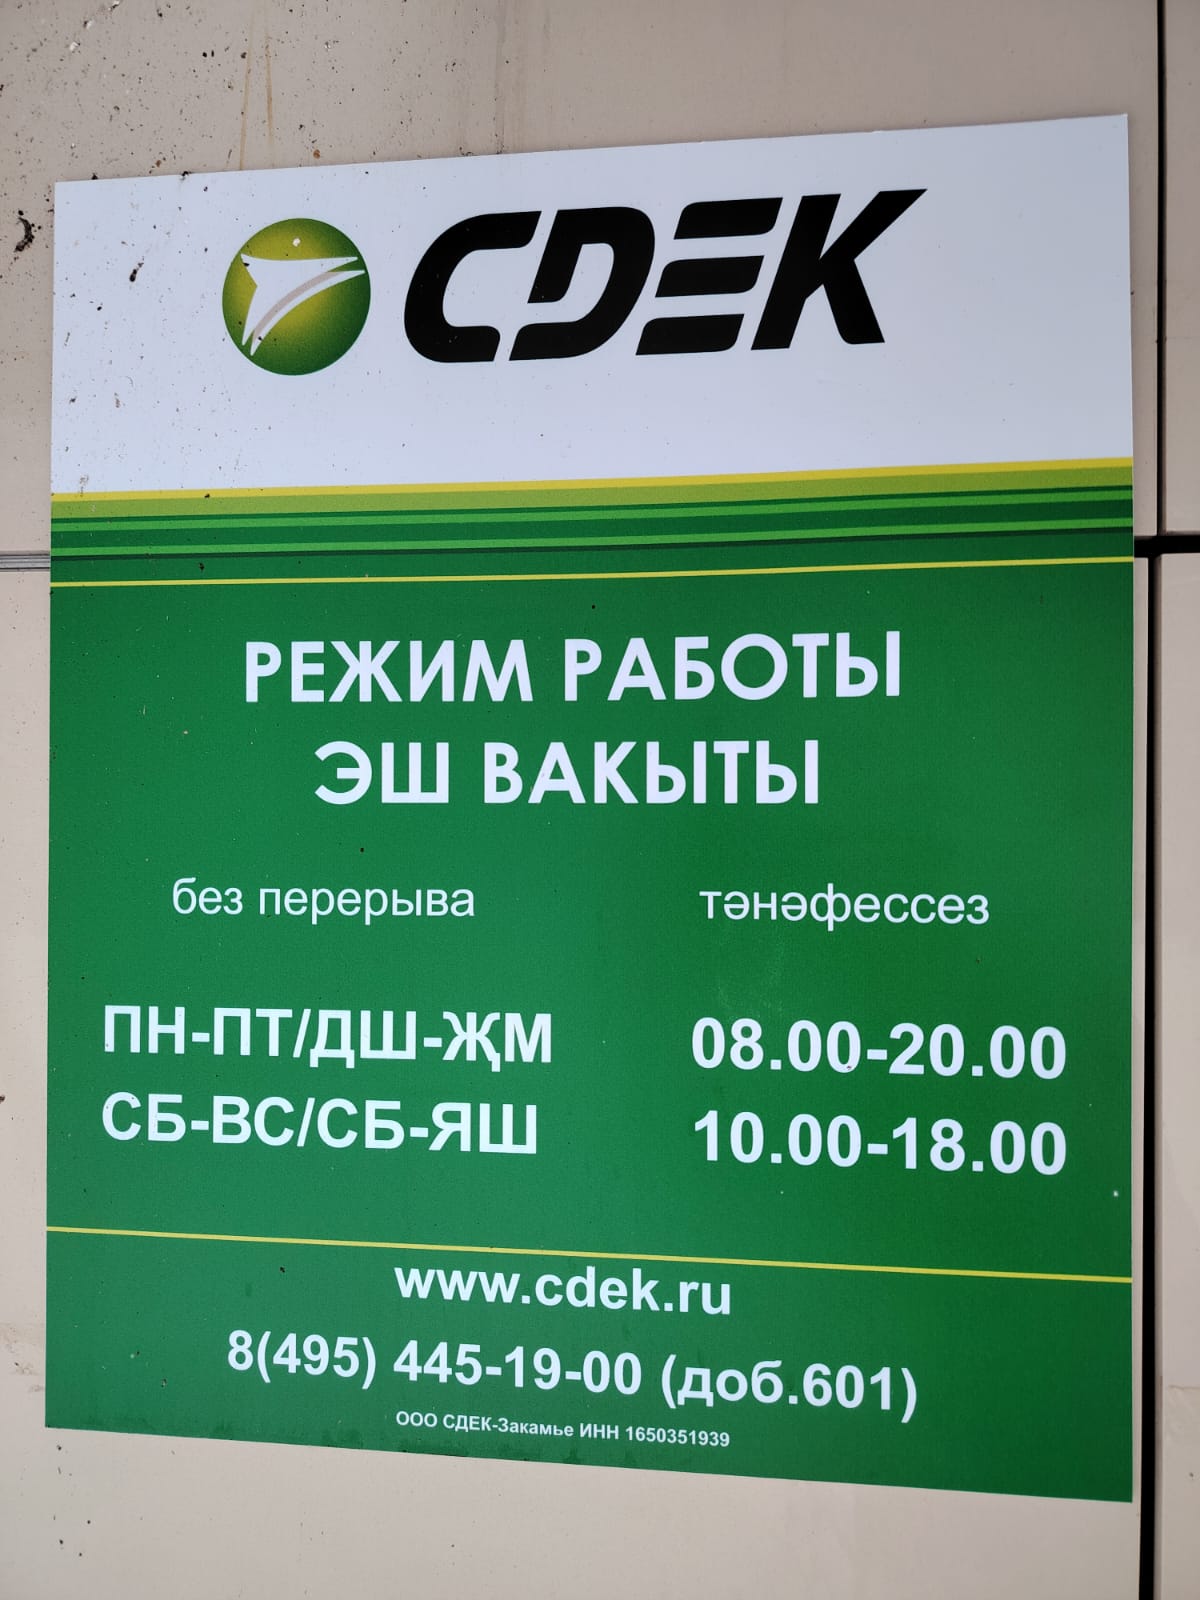 CDEK
РЕЖИМ РАБОТЫ
ЭШ ВАКЫТЫ
без перерыва тәнәфессез
ПН-ПТ/ДШ-ҖМ 08.00-20.00
СБ-ВС/СБ-ЯШ 10.00-18.00
www.cdek.ru
8(495) 445-19-00 (доб.601)
ООО СДЕК-Закамье ИНН 1650351939